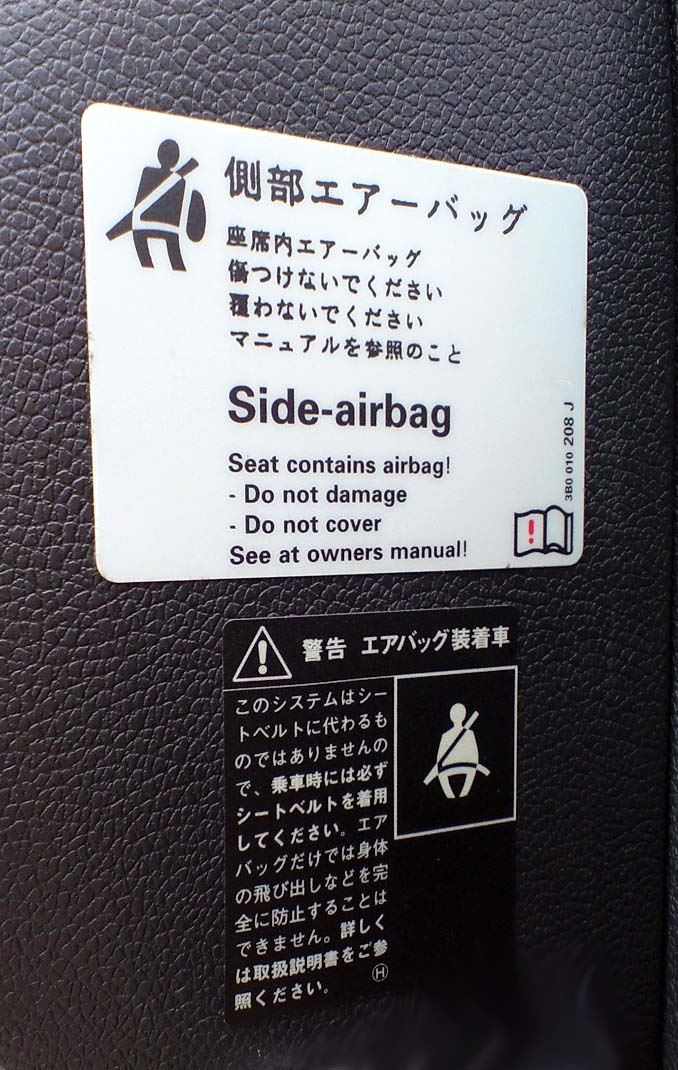 側部エアーバッグ
座席内エアーバッグ
傷つけないでください
覆わないでください
マニュアルを参照のこと
Side-airbag
Seat contains airbag!
- Do not damage
- Do not cover
See at owners manual!
3B0 010 208 J
!
警告 エアバッグ装着車
このシステムはシー
トベルトに代わるも
のではありませんの
で、乗車時には必ず
シートベルトを着用
してください。エア
バッグだけでは身体
の飛び出しなどを完
全に防止することは
できません。詳しく
は取扱説明書をご参
照ください。
Ⓗ